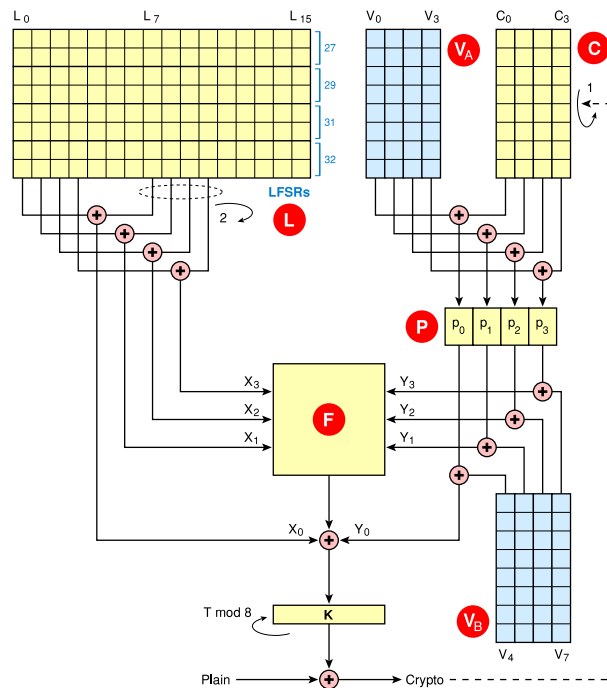 L0 L7 L15 V0 V3 C0 C3
27
VA
C
29
1
31
32
LFSRs
2
L
P
p0 p1 p2 p3
X3 Y3
X2 F Y2
X1 Y1
X0 Y0
T mod 8 K
VB
V4 V7
Plain Crypto